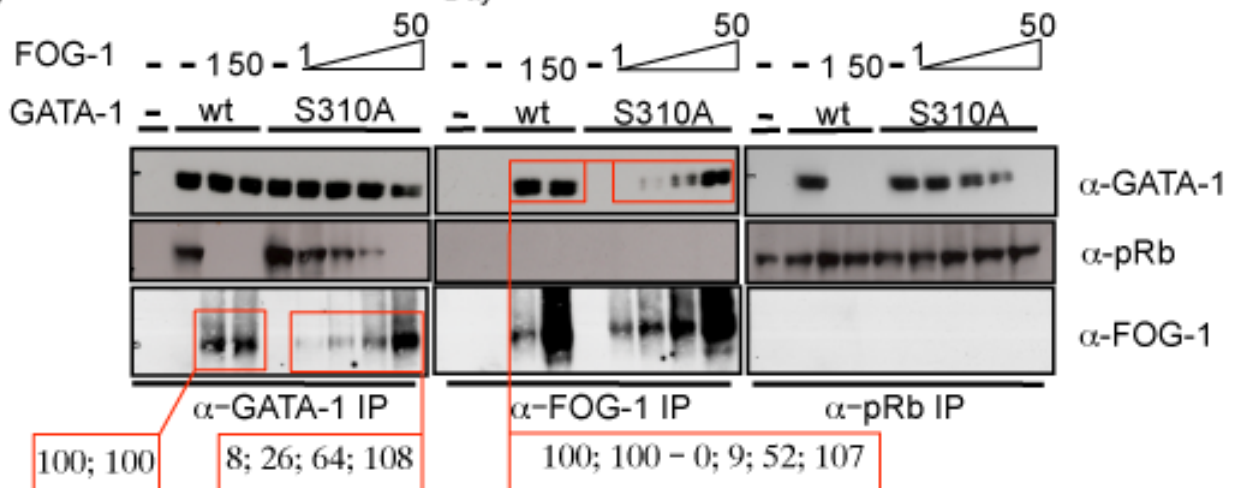 1 50 1 50 1 50
FOG-1 - - 1 50 - - - 1 50 - - - 1 50 -
GATA-1 - wt S310A - wt S310A - wt S310A
α-GATA-1
α-pRb
α-FOG-1
α-GATA-1 IP α-FOG-1 IP α-pRb IP
100; 100 8; 26; 64; 108 100; 100 - 0; 9; 52; 107